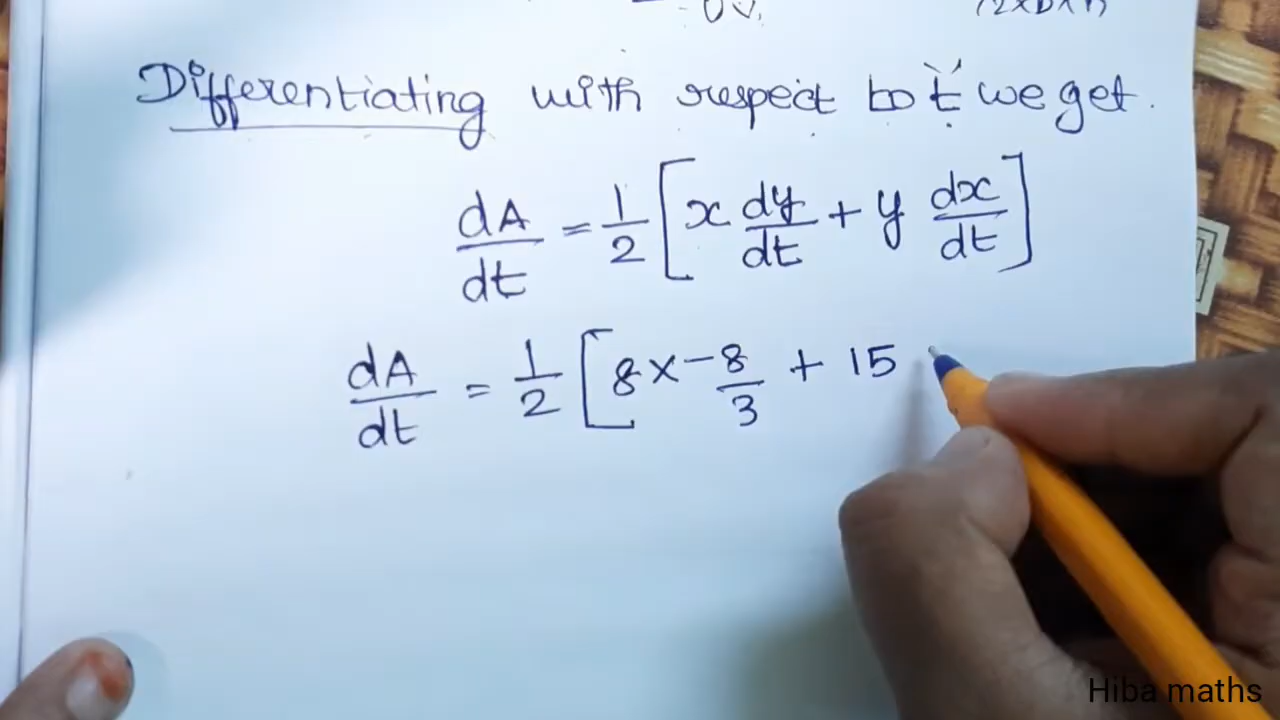 Differentiating with respect to 't' we get.
dA/dt = 1/2 [x dy/dt + y dx/dt]
dA/dt = 1/2 [8 x -8/3 + 15
Hiba maths